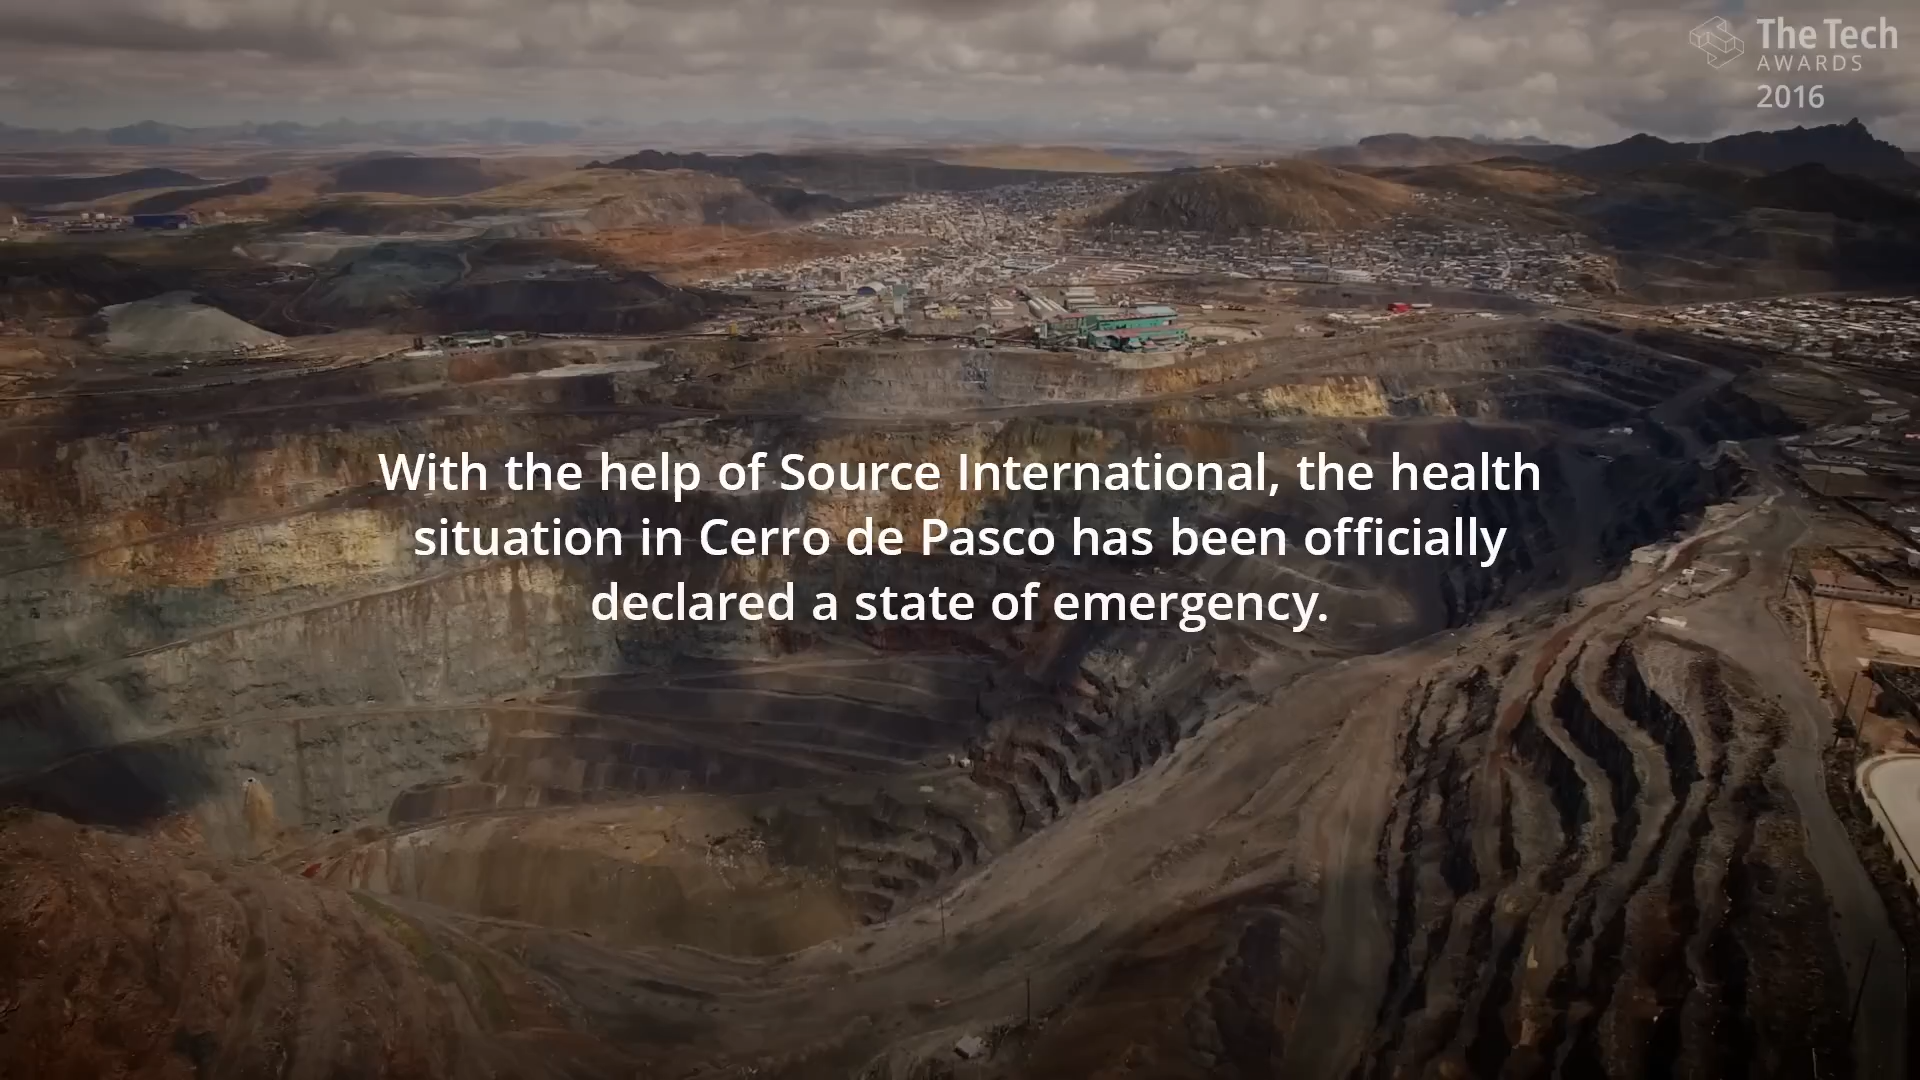 The Tech
AWARDS
2016
With the help of Source International, the health
situation in Cerro de Pasco has been officially
declared a state of emergency.